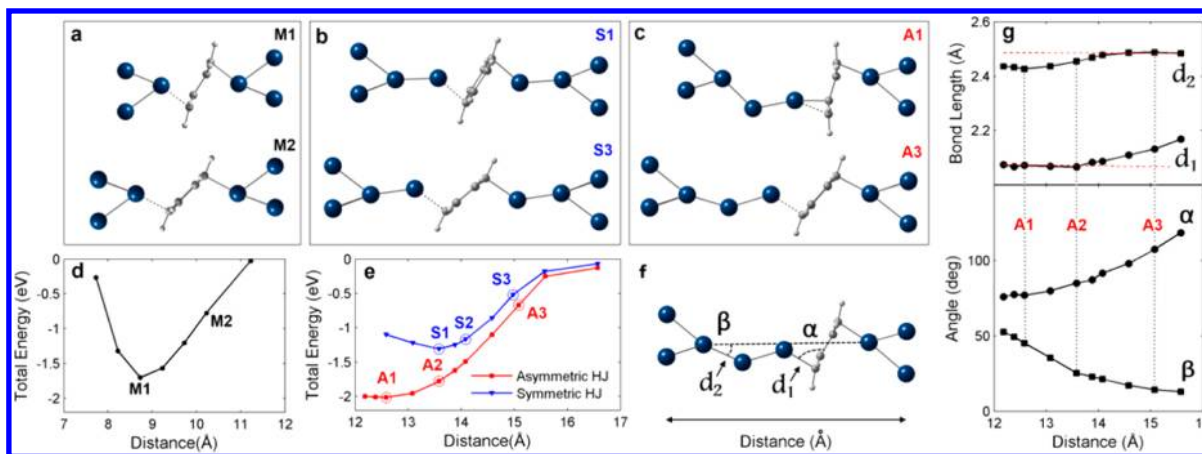 a M1
M2
b S1
S3
c A1
A3
d
Total Energy (eV)
0
-0.5
-1
-1.5
-2
M1
M2
7 8 9 10 11 12
Distance(Å)
e
Total Energy (eV)
0
-0.5
-1
-1.5
-2
S1 S2 S3
A1 A2 A3
Asymmetric HJ
Symmetric HJ
12 13 14 15 16 17
Distance(Å)
f
β α
d2 d1
Distance (Å)
g
Bond Length (Å)
2.6
2.4
2.2
d2
d1
Angle (deg)
100
50
0
A1 A2 A3
α
β
12 13 14 15
Distance (Å)